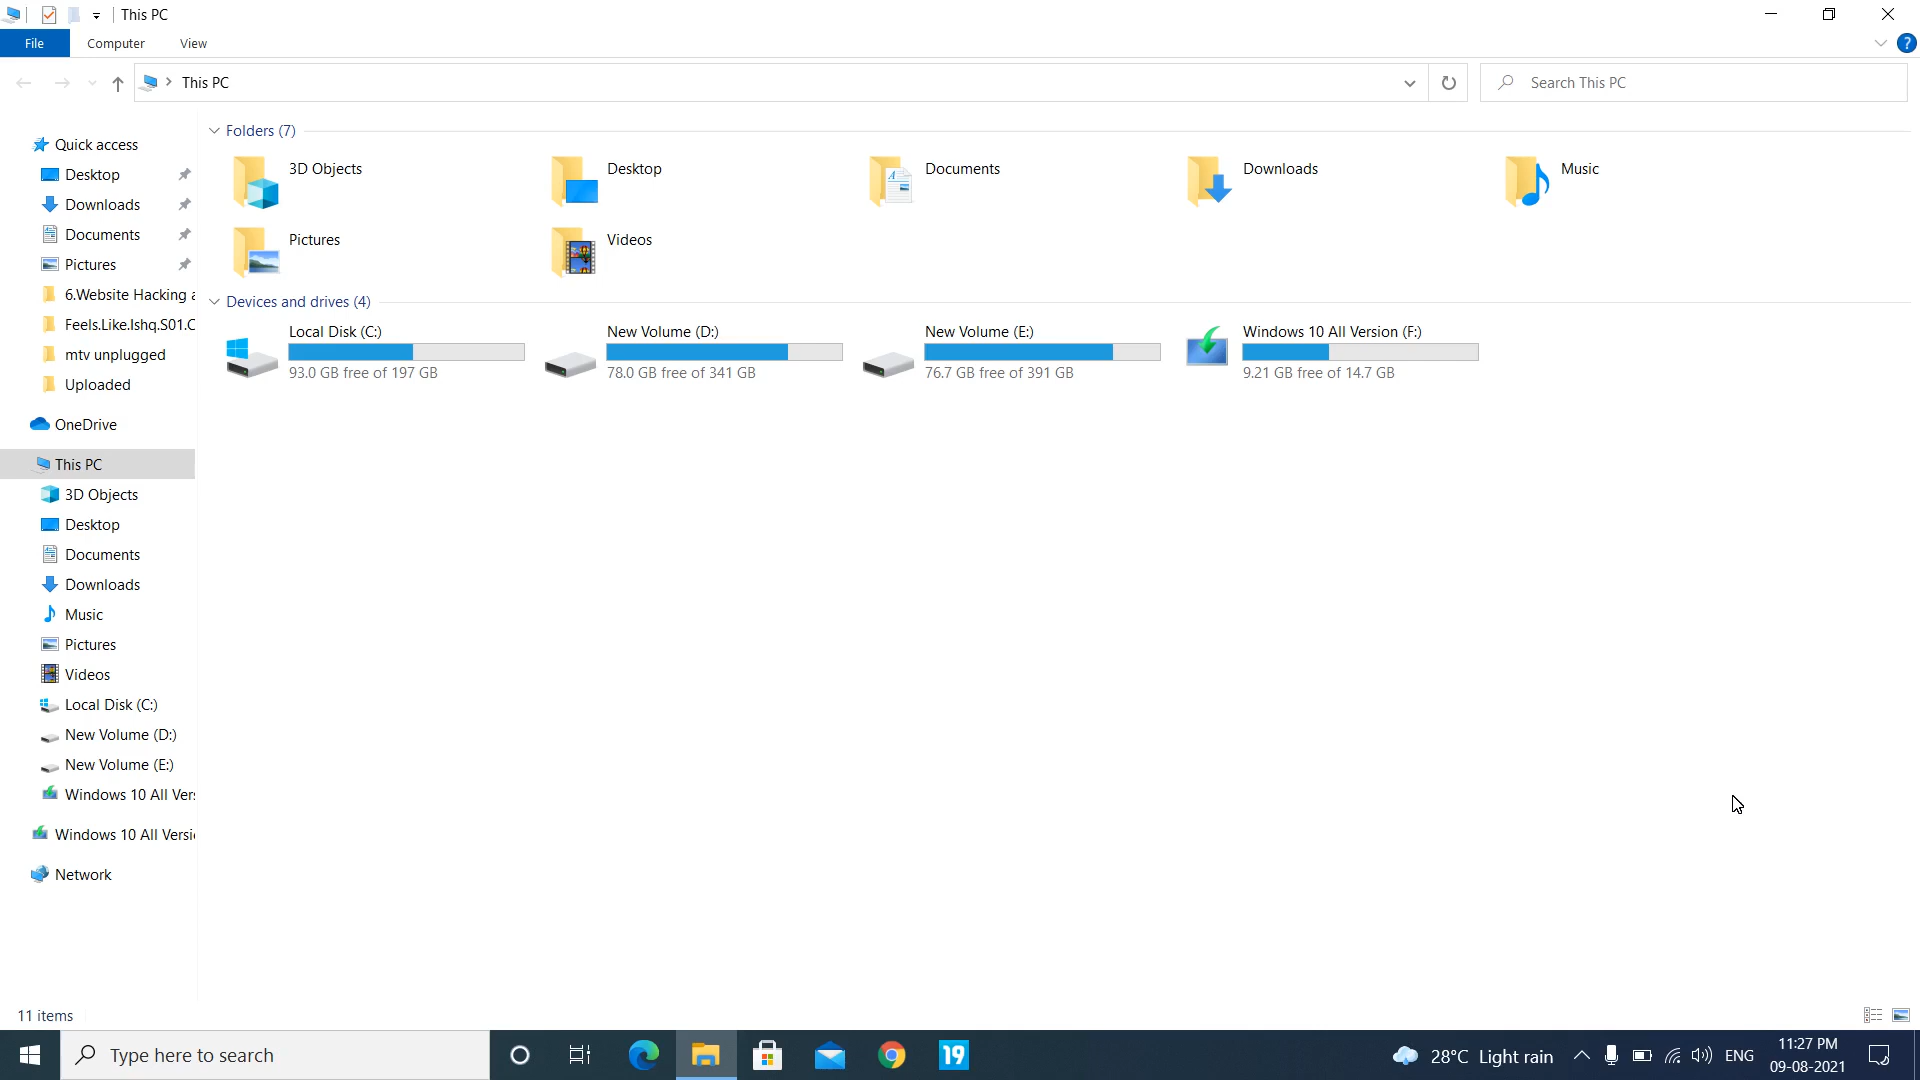 This PC
File Computer View
This PC
Search This PC
Quick access
Desktop
Downloads
Documents
Pictures
6.Website Hacking a
Feels.Like.Ishq.S01.C
mtv unplugged
Uploaded
OneDrive
This PC
3D Objects
Desktop
Documents
Downloads
Music
Pictures
Videos
Local Disk (C:)
New Volume (D:)
New Volume (E:)
Windows 10 All Vers
Windows 10 All Versi
Network
Folders (7)
3D Objects
Desktop
Documents
Downloads
Music
Pictures
Videos
Devices and drives (4)
Local Disk (C:)
93.0 GB free of 197 GB
New Volume (D:)
78.0 GB free of 341 GB
New Volume (E:)
76.7 GB free of 391 GB
Windows 10 All Version (F:)
9.21 GB free of 14.7 GB
11 items
Type here to search
19
28°C Light rain
ENG
11:27 PM
09-08-2021